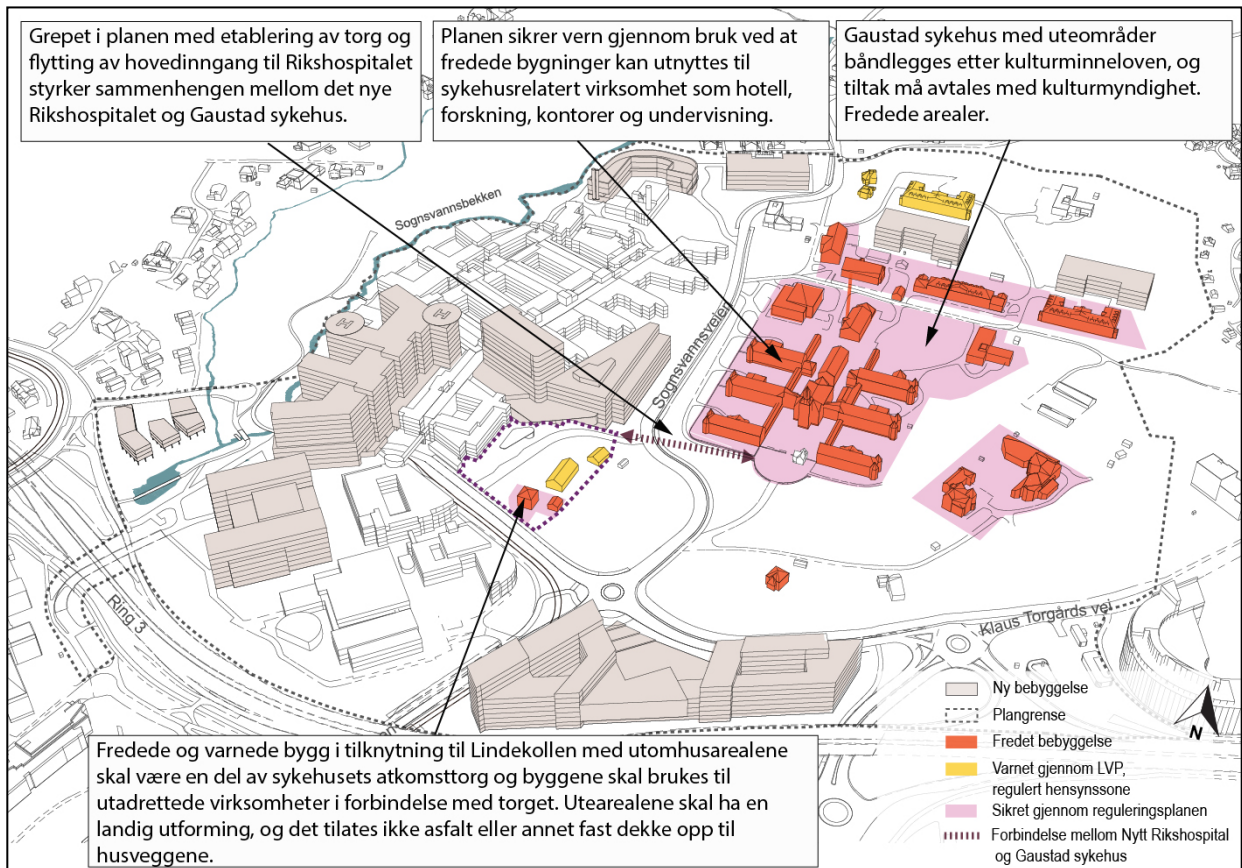 Grepet i planen med etablering av torg og
flytting av hovedinngang til Rikshospitalet
styrker sammenhengen mellom det nye
Rikshospitalet og Gaustad sykehus.
Planen sikrer vern gjennom bruk ved at
fredede bygninger kan utnyttes til
sykehusrelatert virksomhet som hotell,
forskning, kontorer og undervisning.
Gaustad sykehus med uteområder
båndlegges etter kulturminneloven, og
tiltak må avtales med kulturmyndighet.
Fredede arealer.
Sognsvannsbekken
H
H
Sognsvannsveien
Ring 3
Klaus Torgårds vei
Fredede og varnede bygg i tilknytning til Lindekollen med utomhusarealene
skal være en del av sykehusets atkomsttorg og byggene skal brukes til
utadrettede virksomheter i forbindelse med torget. Utearealene skal ha en
landig utforming, og det tilates ikke asfalt eller annet fast dekke opp til
husveggene.
Ny bebyggelse
Plangrense
Fredet bebyggelse
Varnet gjennom LVP,
regulert hensynssone
Sikret gjennom reguleringsplanen
Forbindelse mellom Nytt Rikshospital
og Gaustad sykehus
N